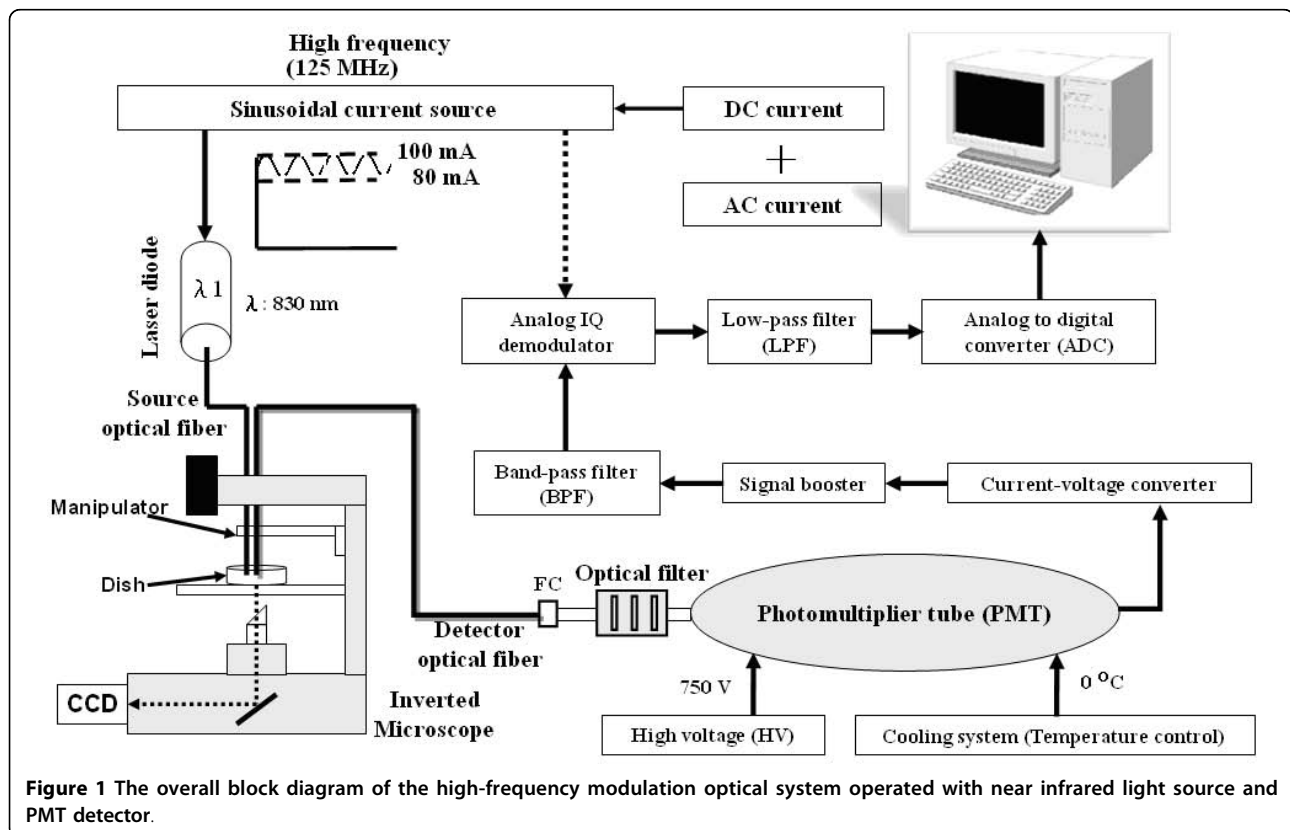 High frequency
(125 MHz)
Sinusoidal current source
DC current
+
AC current
100 mA
80 mA
Laser diode
λ1
λ : 830 nm
Analog IQ
demodulator
Low-pass filter
(LPF)
Analog to digital
converter (ADC)
Source
optical fiber
Band-pass filter
(BPF)
Signal booster
Current-voltage converter
Manipulator
Dish
FC
Optical filter
Photomultiplier tube (PMT)
Detector
optical fiber
750 V
0 °C
CCD
Inverted
Microscope
High voltage (HV)
Cooling system (Temperature control)
Figure 1 The overall block diagram of the high-frequency modulation optical system operated with near infrared light source and
PMT detector.